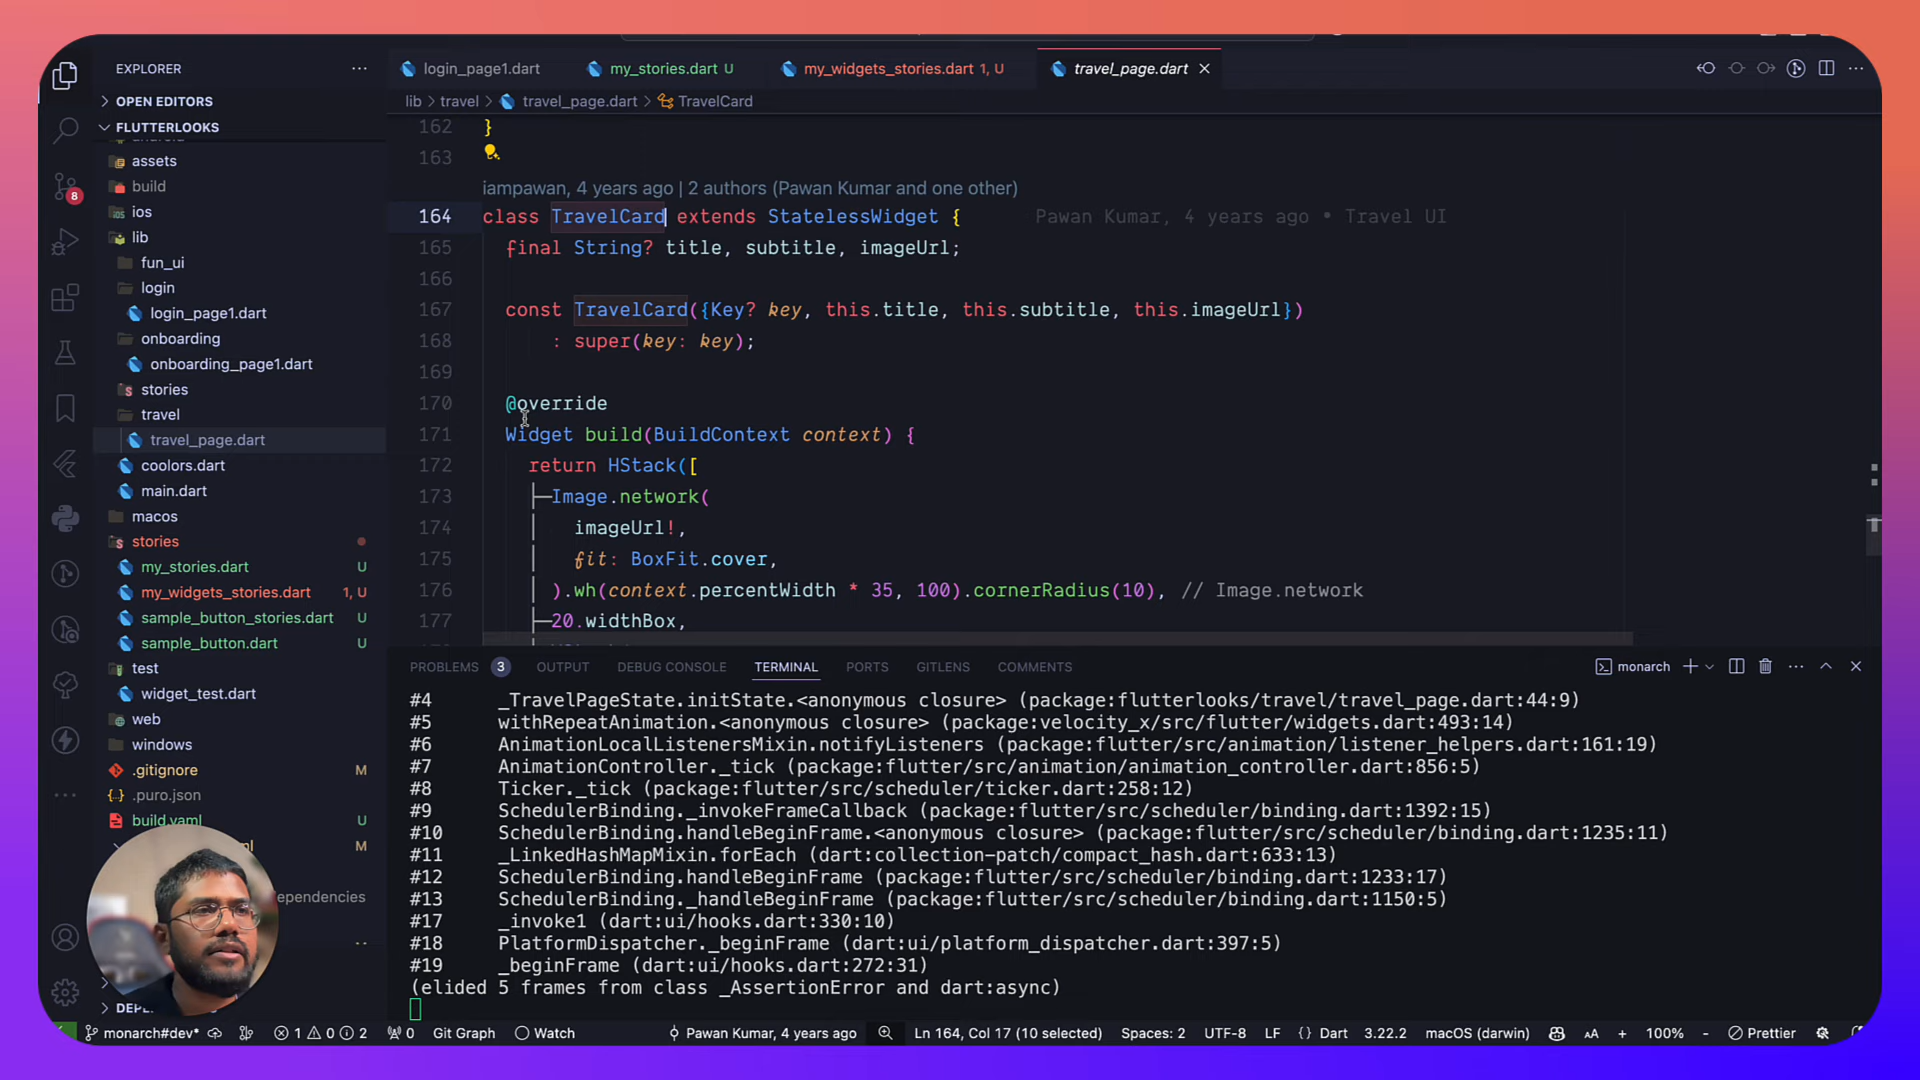 EXPLORER
OPEN EDITORS
FLUTTERLOOKS
assets
build
ios
lib
fun_ui
login
login_page1.dart
onboarding
onboarding_page1.dart
stories
travel
travel_page.dart
coolors.dart
main.dart
macos
stories
my_stories.dart U
my_widgets_stories.dart 1, U
sample_button_stories.dart U
sample_button.dart U
test
widget_test.dart
web
windows
.gitignore M
.puro.json
build.yaml U
M
ependencies
8
login_page1.dart my_stories.dart U my_widgets_stories.dart 1, U travel_page.dart
lib > travel > travel_page.dart > TravelCard
162 }
163
iampawan, 4 years ago | 2 authors (Pawan Kumar and one other)
164 class TravelCard extends StatelessWidget { Pawan Kumar, 4 years ago • Travel UI
165 final String? title, subtitle, imageUrl;
166
167 const TravelCard({Key? key, this.title, this.subtitle, this.imageUrl})
168 : super(key: key);
169
170 @override
171 Widget build(BuildContext context) {
172 return HStack([
173 Image.network(
174 imageUrl!,
175 fit: BoxFit.cover,
176 ).wh(context.percentWidth * 35, 100).cornerRadius(10), // Image.network
177 20.widthBox,
PROBLEMS 3 OUTPUT DEBUG CONSOLE TERMINAL PORTS GITLENS COMMENTS monarch
#4 _TravelPageState.initState.<anonymous closure> (package:flutterlooks/travel/travel_page.dart:44:9)
#5 withRepeatAnimation.<anonymous closure> (package:velocity_x/src/flutter/widgets.dart:493:14)
#6 AnimationLocalListenersMixin.notifyListeners (package:flutter/src/animation/listener_helpers.dart:161:19)
#7 AnimationController._tick (package:flutter/src/animation/animation_controller.dart:856:5)
#8 Ticker._tick (package:flutter/src/scheduler/ticker.dart:258:12)
#9 SchedulerBinding._invokeFrameCallback (package:flutter/src/scheduler/binding.dart:1392:15)
#10 SchedulerBinding.handleBeginFrame.<anonymous closure> (package:flutter/src/scheduler/binding.dart:1235:11)
#11 _LinkedHashMapMixin.forEach (dart:collection-patch/compact_hash.dart:633:13)
#12 SchedulerBinding.handleBeginFrame (package:flutter/src/scheduler/binding.dart:1233:17)
#13 SchedulerBinding._handleBeginFrame (package:flutter/src/scheduler/binding.dart:1150:5)
#17 _invoke1 (dart:ui/hooks.dart:330:10)
#18 PlatformDispatcher._beginFrame (dart:ui/platform_dispatcher.dart:397:5)
#19 _beginFrame (dart:ui/hooks.dart:272:31)
(elided 5 frames from class _AssertionError and dart:async)
monarch#dev* 1 0 2 0 Git Graph Watch Pawan Kumar, 4 years ago Ln 164, Col 17 (10 selected) Spaces: 2 UTF-8 LF {} Dart 3.22.2 macOS (darwin) AA + 100% - Prettier